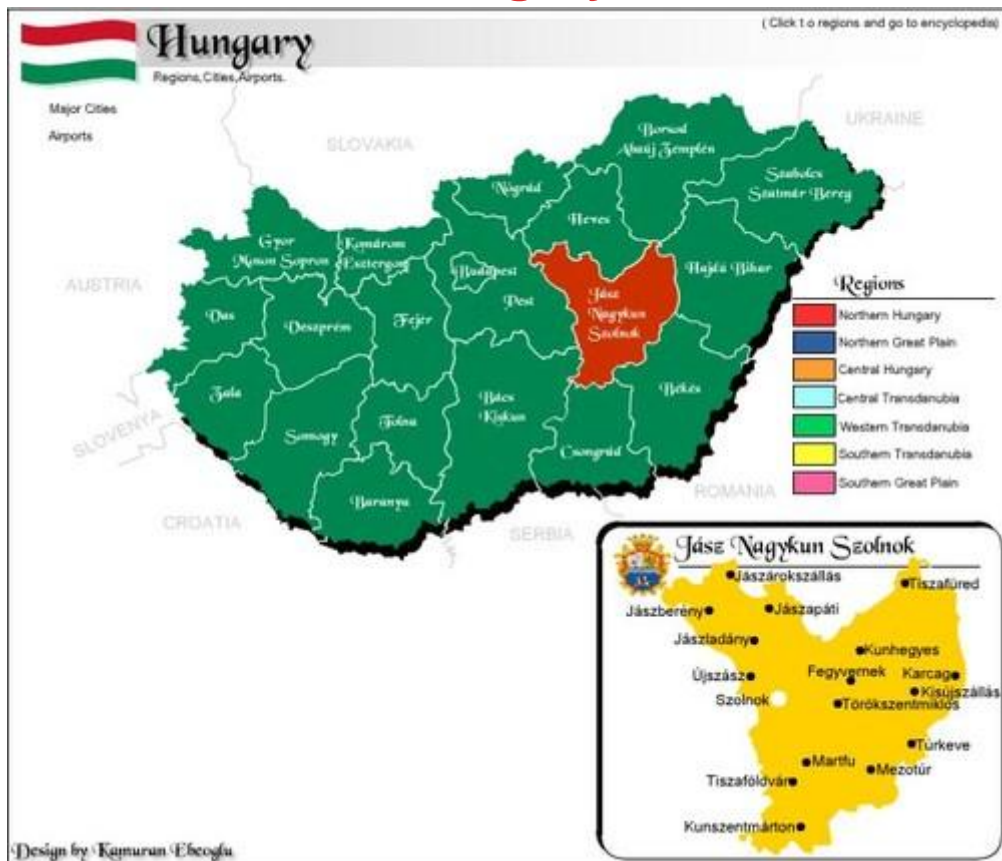 ( Click t.o regions and go to encyclopedia)
Hungary
Regions,Cities,Airports.
Major Cities
Airports
SLOVAKIA
UKRAINE
AUSTRIA
SLOVENYA
CROATIA
SERBIA
ROMANIA
Borsod
Abaúj Zemplén
Szabolcs
Szatmár Bereg
Nógrád
Heves
Gyor
Moson Sopron
Komárom
Esztergom
Budapest
Pest
Jász
Nagykun
Szolnok
Hajdú Bihar
Vas
Veszprém
Fejer
Zala
Somogy
Tolna
Bács
Kiskun
Békés
Csongrád
Baranya
Regions
Northern Hungary
Northern Great Plain
Central Hungary
Central Transdanubia
Western Transdanubia
Southern Transdanubia
Southern Great Plain
Jász Nagykun Szolnok
Jászárokszállás
Tiszafüred
Jászberény
Jászapáti
Jászladány
Kunhegyes
Újszász
Fegyvernek
Karcag
Kisújszállás
Szolnok
Törökszentmiklós
Túrkeve
Martfu
Mezotúr
Tiszaföldvár
Kunszentmárton
Design by Kamuran Ebeoglu